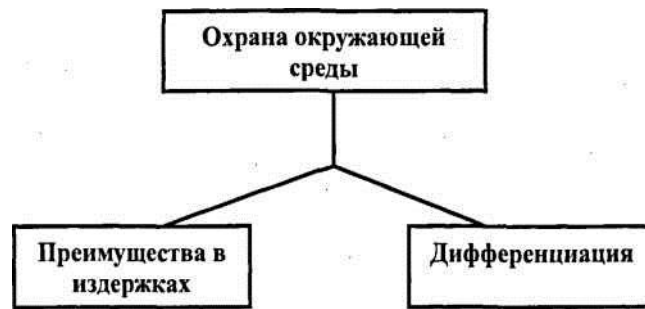 Охрана окружающей
среды
Преимущества в
издержках
Дифференциация